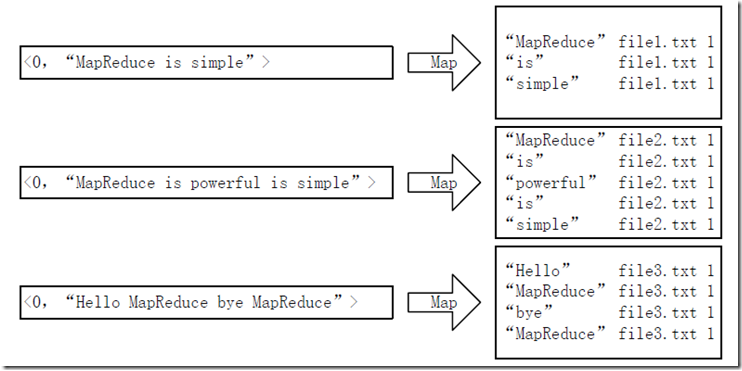 <0, “MapReduce is simple”>
Map
“MapReduce” file1.txt 1
“is” file1.txt 1
“simple” file1.txt 1
<0, “MapReduce is powerful is simple”>
Map
“MapReduce” file2.txt 1
“is” file2.txt 1
“powerful” file2.txt 1
“is” file2.txt 1
“simple” file2.txt 1
<0, “Hello MapReduce bye MapReduce”>
Map
“Hello” file3.txt 1
“MapReduce” file3.txt 1
“bye” file3.txt 1
“MapReduce” file3.txt 1